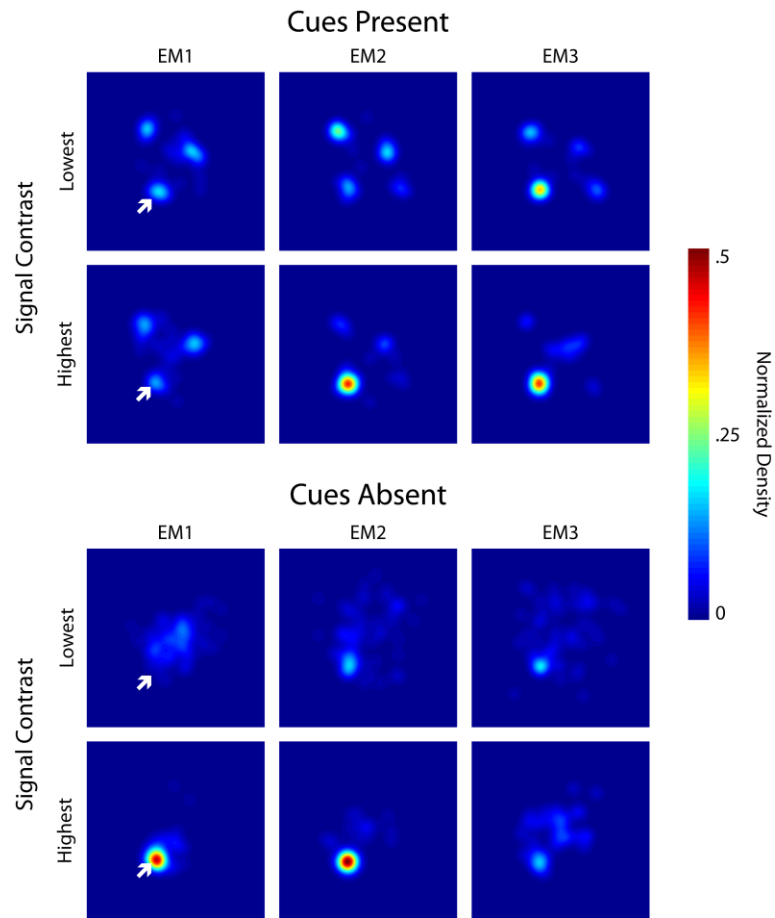 Cues Present
EM1 EM2 EM3
Signal Contrast
Lowest
Highest
.5
.25
0
Normalized Density
Cues Absent
EM1 EM2 EM3
Signal Contrast
Lowest
Highest